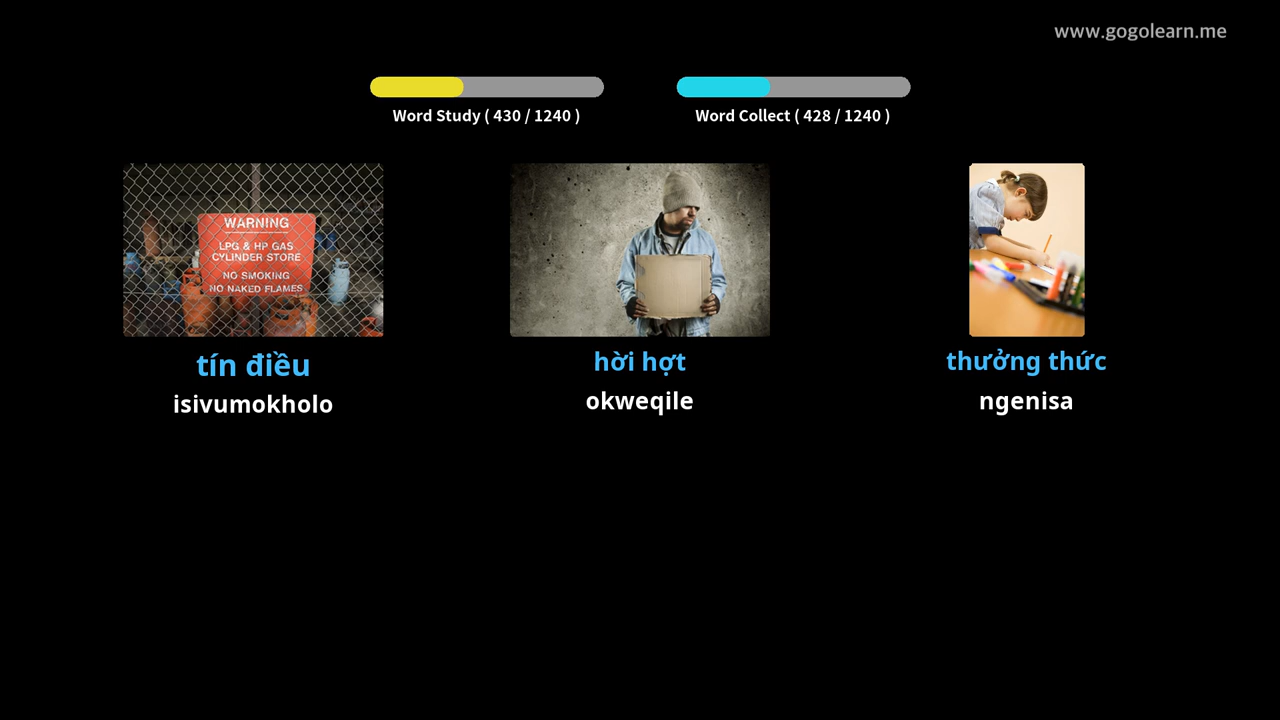 www.gogolearn.me
Word Study ( 430 / 1240 )
Word Collect ( 428 / 1240 )
WARNING
LPG & HP GAS
CYLINDER STORE
NO SMOKING
NO NAKED FLAMES
tín điều
hời hợt
thưởng thức
isivumokholo
okweqile
ngenisa